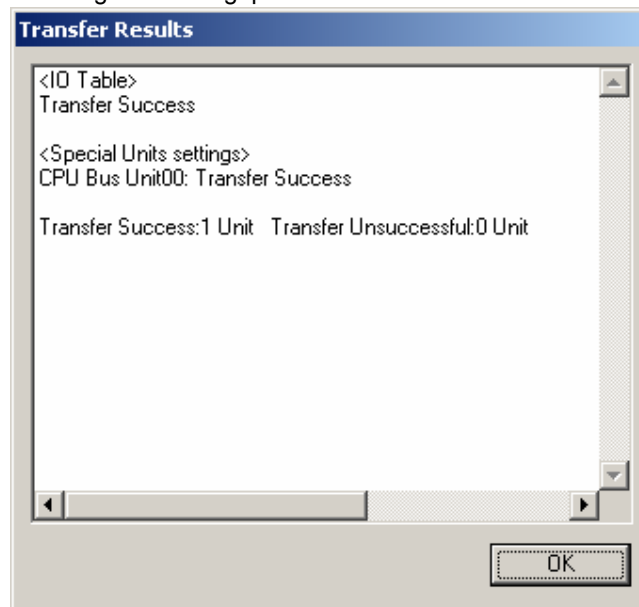 Transfer Results
<IO Table>
Transfer Success
<Special Units settings>
CPU Bus Unit00: Transfer Success
Transfer Success:1 Unit   Transfer Unsuccessful:0 Unit
OK